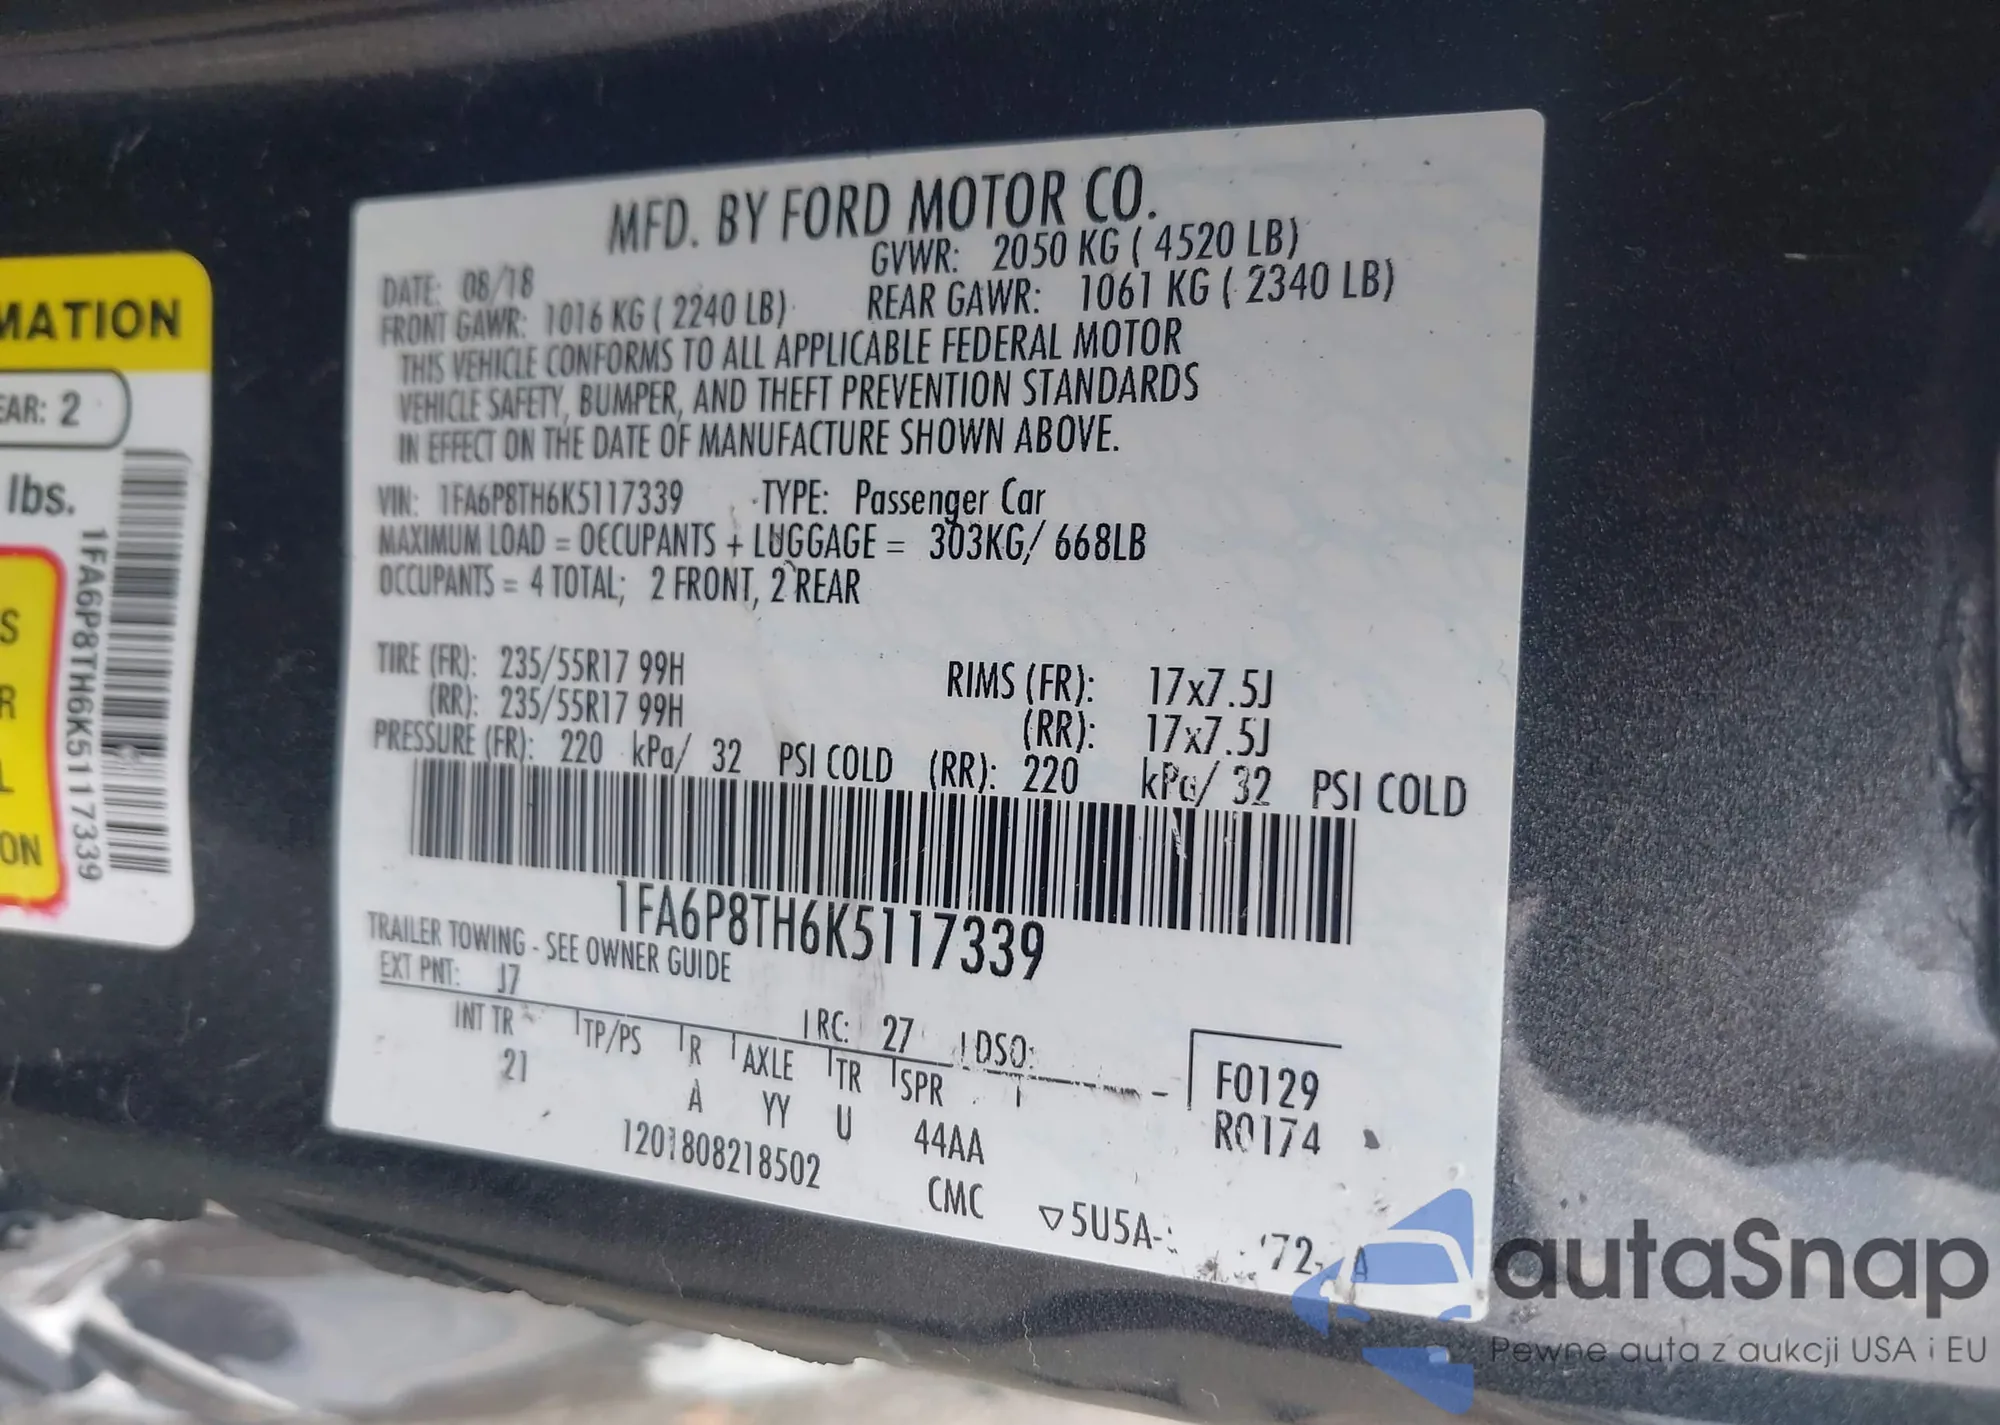 MATION
EAR: 2
lbs.
S
R
L
ON
1FA6P8TH6K5117339
MFD. BY FORD MOTOR CO.
DATE: 08/18 GVWR: 2050 KG ( 4520 LB)
FRONT GAWR: 1016 KG ( 2240 LB) REAR GAWR: 1061 KG ( 2340 LB)
THIS VEHICLE CONFORMS TO ALL APPLICABLE FEDERAL MOTOR
VEHICLE SAFETY, BUMPER, AND THEFT PREVENTION STANDARDS
IN EFFECT ON THE DATE OF MANUFACTURE SHOWN ABOVE.
VIN: 1FA6P8TH6K5117339 TYPE: Passenger Car
MAXIMUM LOAD = OCCUPANTS + LUGGAGE = 303KG/ 668LB
OCCUPANTS = 4 TOTAL; 2 FRONT, 2 REAR
TIRE (FR): 235/55R17 99H RIMS (FR): 17x7.5J
(RR): 235/55R17 99H (RR): 17x7.5J
PRESSURE (FR): 220 kPa/ 32 PSI COLD (RR): 220 kPa/ 32 PSI COLD
1FA6P8TH6K5117339
TRAILER TOWING - SEE OWNER GUIDE
EXT PNT: J7 RC: 27 DSO:
INT TR TP/PS R AXLE TR SPR F0129
21 A YY U 44AA R0174
1201808218502 CMC ▽5U5A- 72 A
autaSnap
Pewne auta z aukcji USA i EU